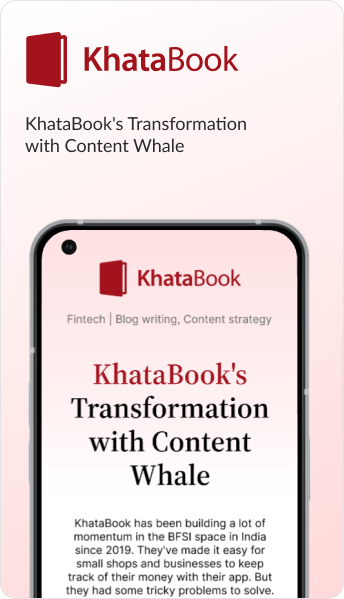 KhataBook
KhataBook's Transformation
with Content Whale
KhataBook
Fintech | Blog writing, Content strategy
KhataBook's
Transformation
with Content
Whale
KhataBook has been building a lot of
momentum in the BFSI space in India
since 2019. They've made it easy for
small shops and businesses to keep
track of their money with their app. But
they had some tricky problems to solve.